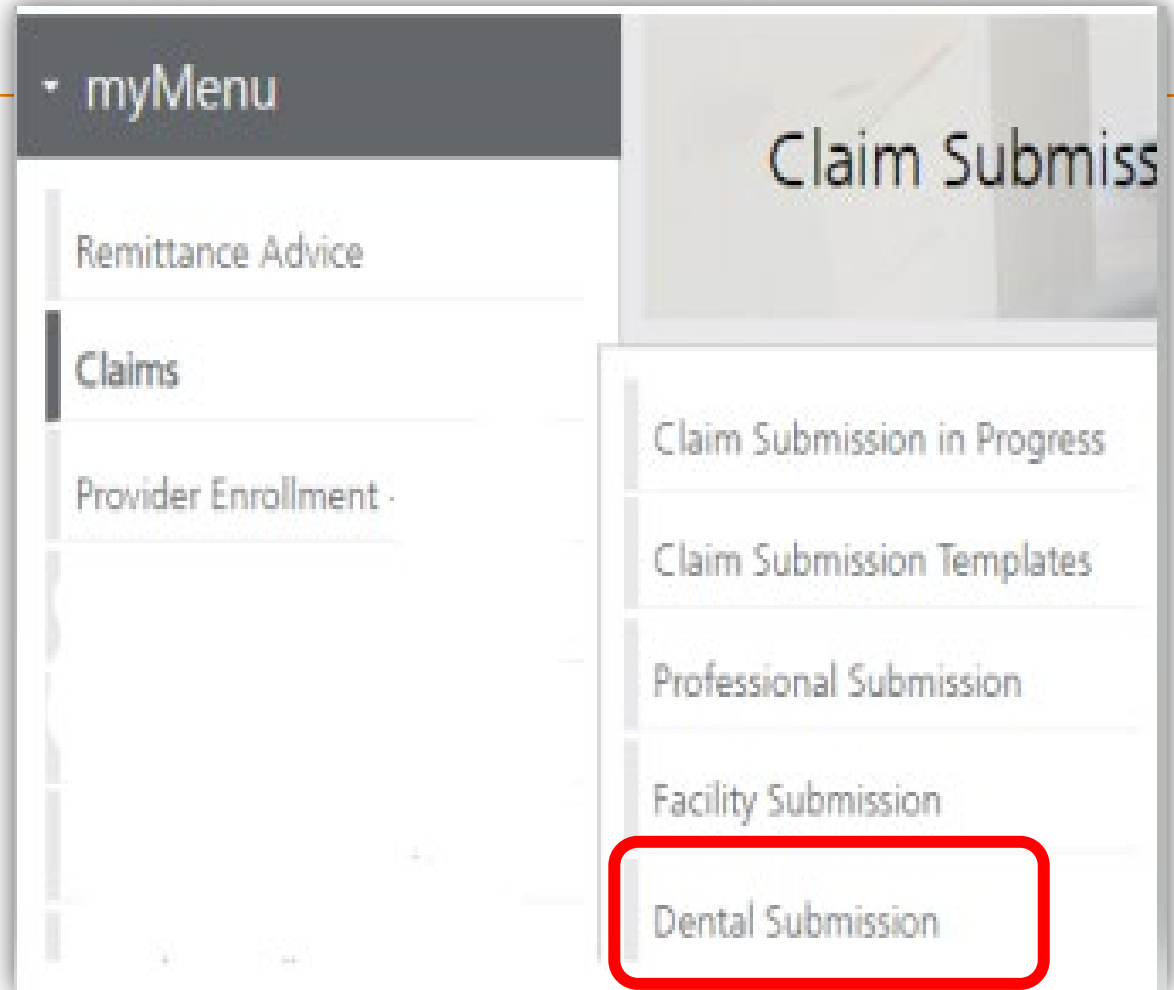 myMenu
Claim Submiss
Remittance Advice
Claims
Provider Enrollment -
Claim Submission in Progress
Claim Submission Templates
Professional Submission
Facility Submission
Dental Submission